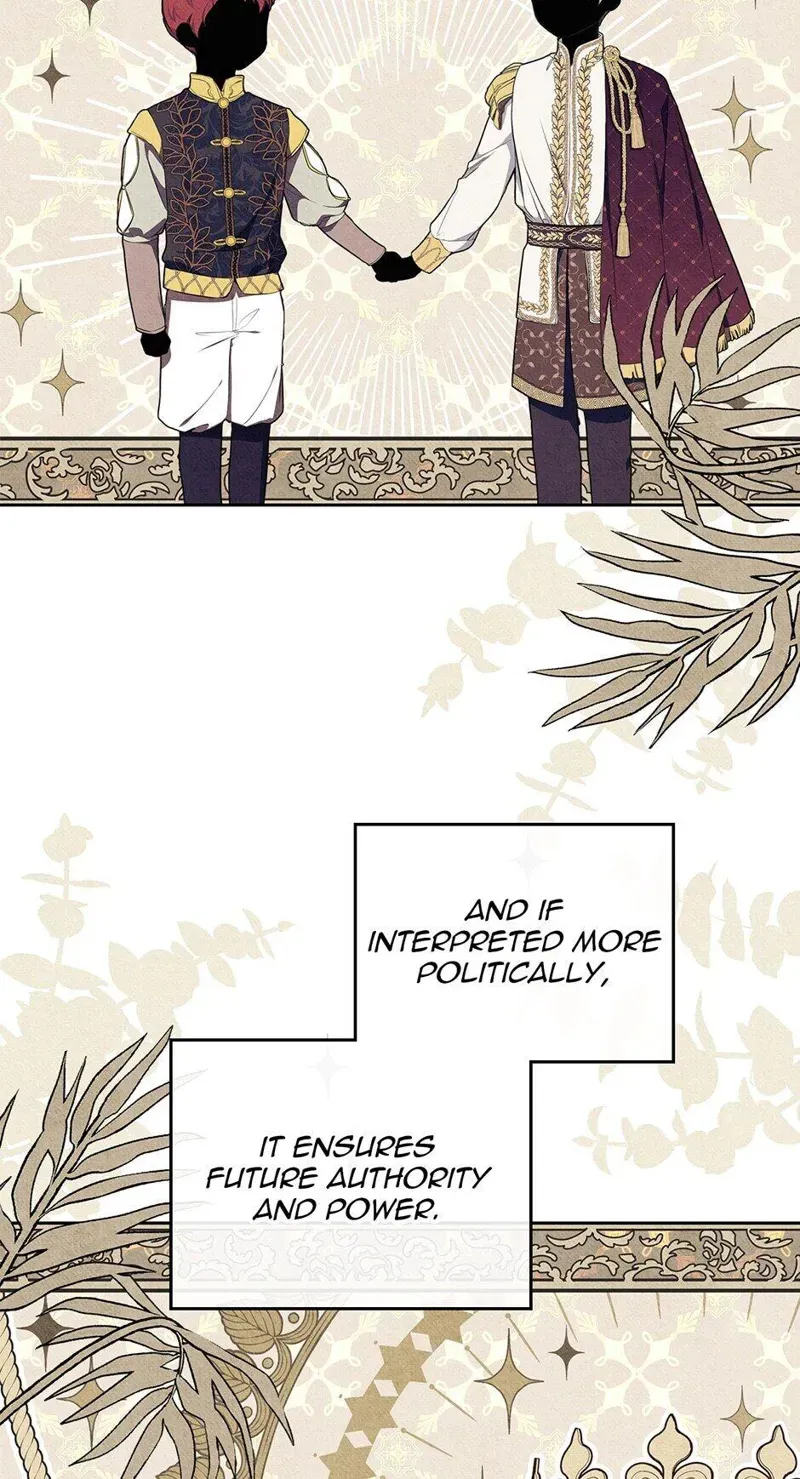 AND IF
INTERPRETED MORE
POLITICALLY,
IT ENSURES
FUTURE AUTHORITY
AND POWER.